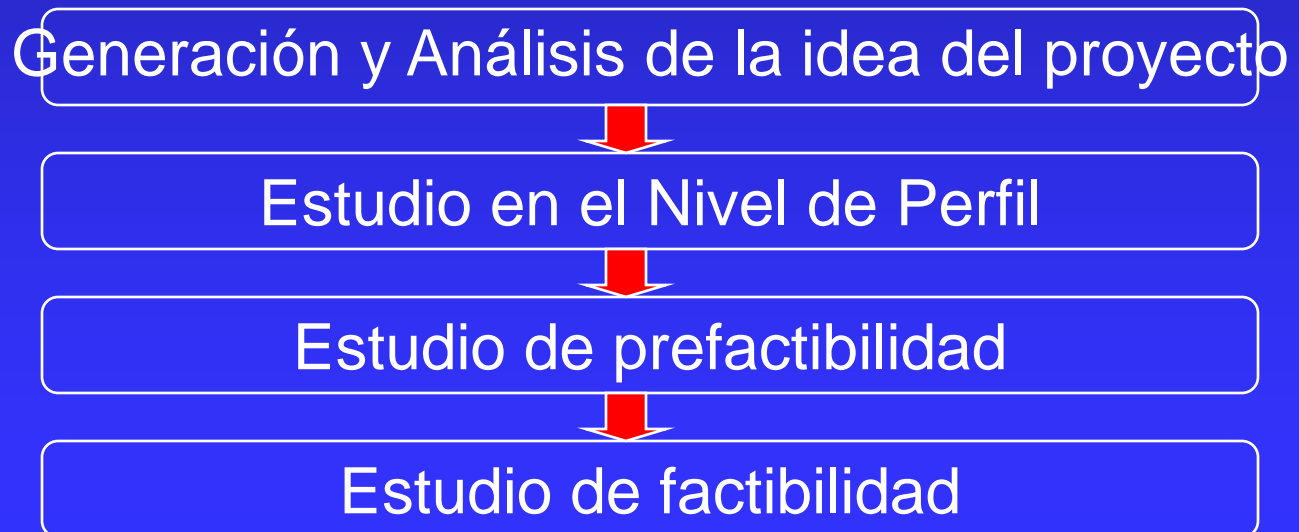 Generación y Análisis de la idea del proyecto
Estudio en el Nivel de Perfil
Estudio de prefactibilidad
Estudio de factibilidad